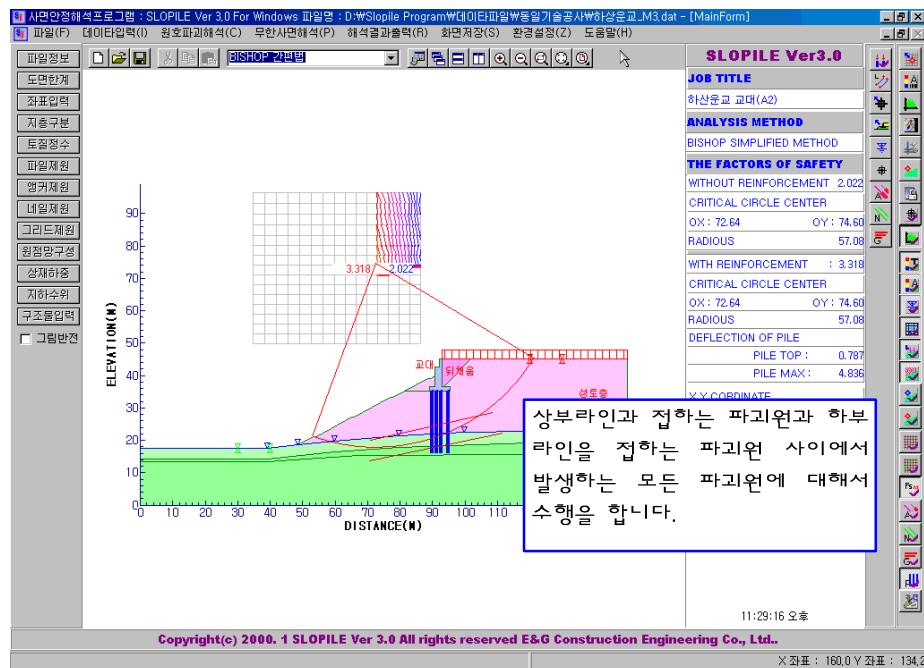 사면안정해석프로그램 : SLOPILE Ver 3.0 For Windows 파일명 : D:₩Slopile Program₩데이타파일₩동일기술공사₩하상운교_M3.dat - [MainForm]
파일(F) 데이타입력(I) 원호파괴해석(C) 무한사면해석(P) 해석결과출력(R) 화면저장(S) 환경설정(Z) 도움말(H)
BISHOP 간편법
파일정보
도면한계
좌표입력
지층구분
토질정수
파일제원
앵커제원
네일제원
그리드제원
원점망구성
상재하중
지하수위
구조물입력
그림반전
ELEVATION(M)
90
80
70
60
50
40
30
20
10
0
0 10 20 30 40 50 60 70 80 90 100 110
DISTANCE(M)
3.318 2.022
교대 뒤채움
성토층
SLOPILE Ver3.0
JOB TITLE
하산운교 교대(A2)
ANALYSIS METHOD
BISHOP SIMPLIFIED METHOD
THE FACTORS OF SAFETY
WITHOUT REINFORCEMENT 2.022
CRITICAL CIRCLE CENTER
OX : 72.64 OY : 74.60
RADIOUS 57.08
WITH REINFORCEMENT : 3.318
CRITICAL CIRCLE CENTER
OX : 72.64 OY : 74.60
RADIOUS 57.08
DEFLECTION OF PILE
PILE TOP : 0.787
PILE MAX : 4.836
X,Y CORDINATE
상부라인과 접하는 파괴원과 하부
라인을 접하는 파괴원 사이에서
발생하는 모든 파괴원에 대해서
수행을 합니다.
11:29:16 오후
Copyright(c) 2000. 1 SLOPILE Ver 3.0 All rights reserved E&G Construction Engineering Co., Ltd..
X 좌표 : 160,0 Y 좌표 : 134,2